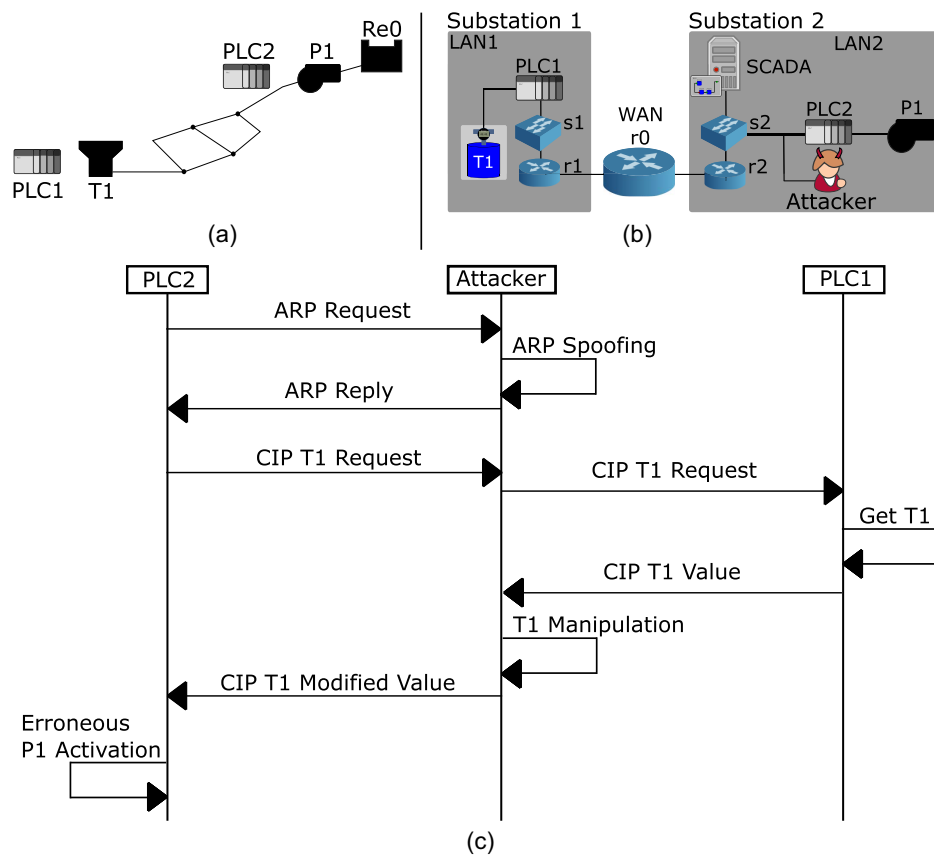 Re0
PLC2
P1
PLC1
T1
(a)
Substation 1
LAN1
PLC1
s1
T1
r1
WAN
r0
Substation 2
LAN2
SCADA
s2
PLC2
P1
r2
Attacker
(b)
PLC2
Attacker
PLC1
ARP Request
ARP Spoofing
ARP Reply
CIP T1 Request
CIP T1 Request
Get T1
CIP T1 Value
T1 Manipulation
CIP T1 Modified Value
Erroneous
P1 Activation
(c)